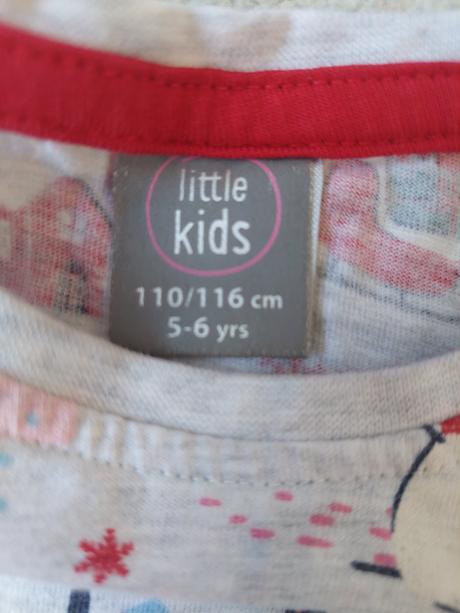 little
kids
110/116 cm
5-6 yrs